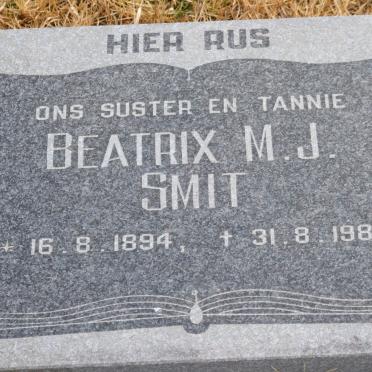 HIER RUS
ONS SUSTER EN TANNIE
BEATRIX M.J.
SMIT
* 16.8.1894, † 31.8.198